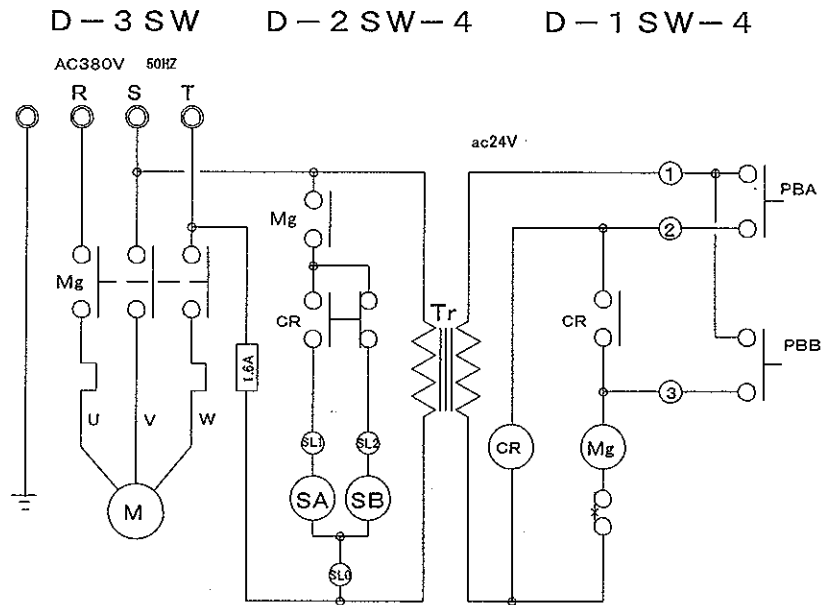 D-3SW D-2SW-4 D-1SW-4
AC380V 50HZ
R S T
ac24V
1
PBA
Mg
2
Mg
Tr
CR
CR
PBB
1.6A
3
U V W
SL1 SL2
CR Mg
M
SA SB
SL0